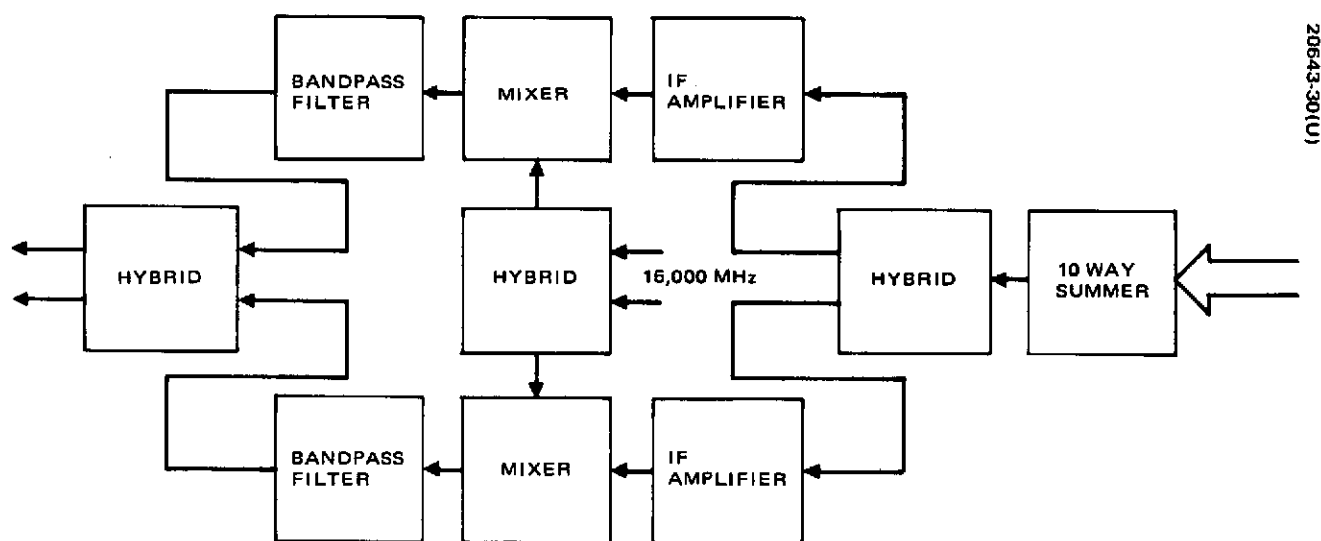 BANDPASS
FILTER
MIXER
IF
AMPLIFIER
20643-30(U)
HYBRID
HYBRID
16,000 MHz
HYBRID
10 WAY
SUMMER
BANDPASS
FILTER
MIXER
IF
AMPLIFIER